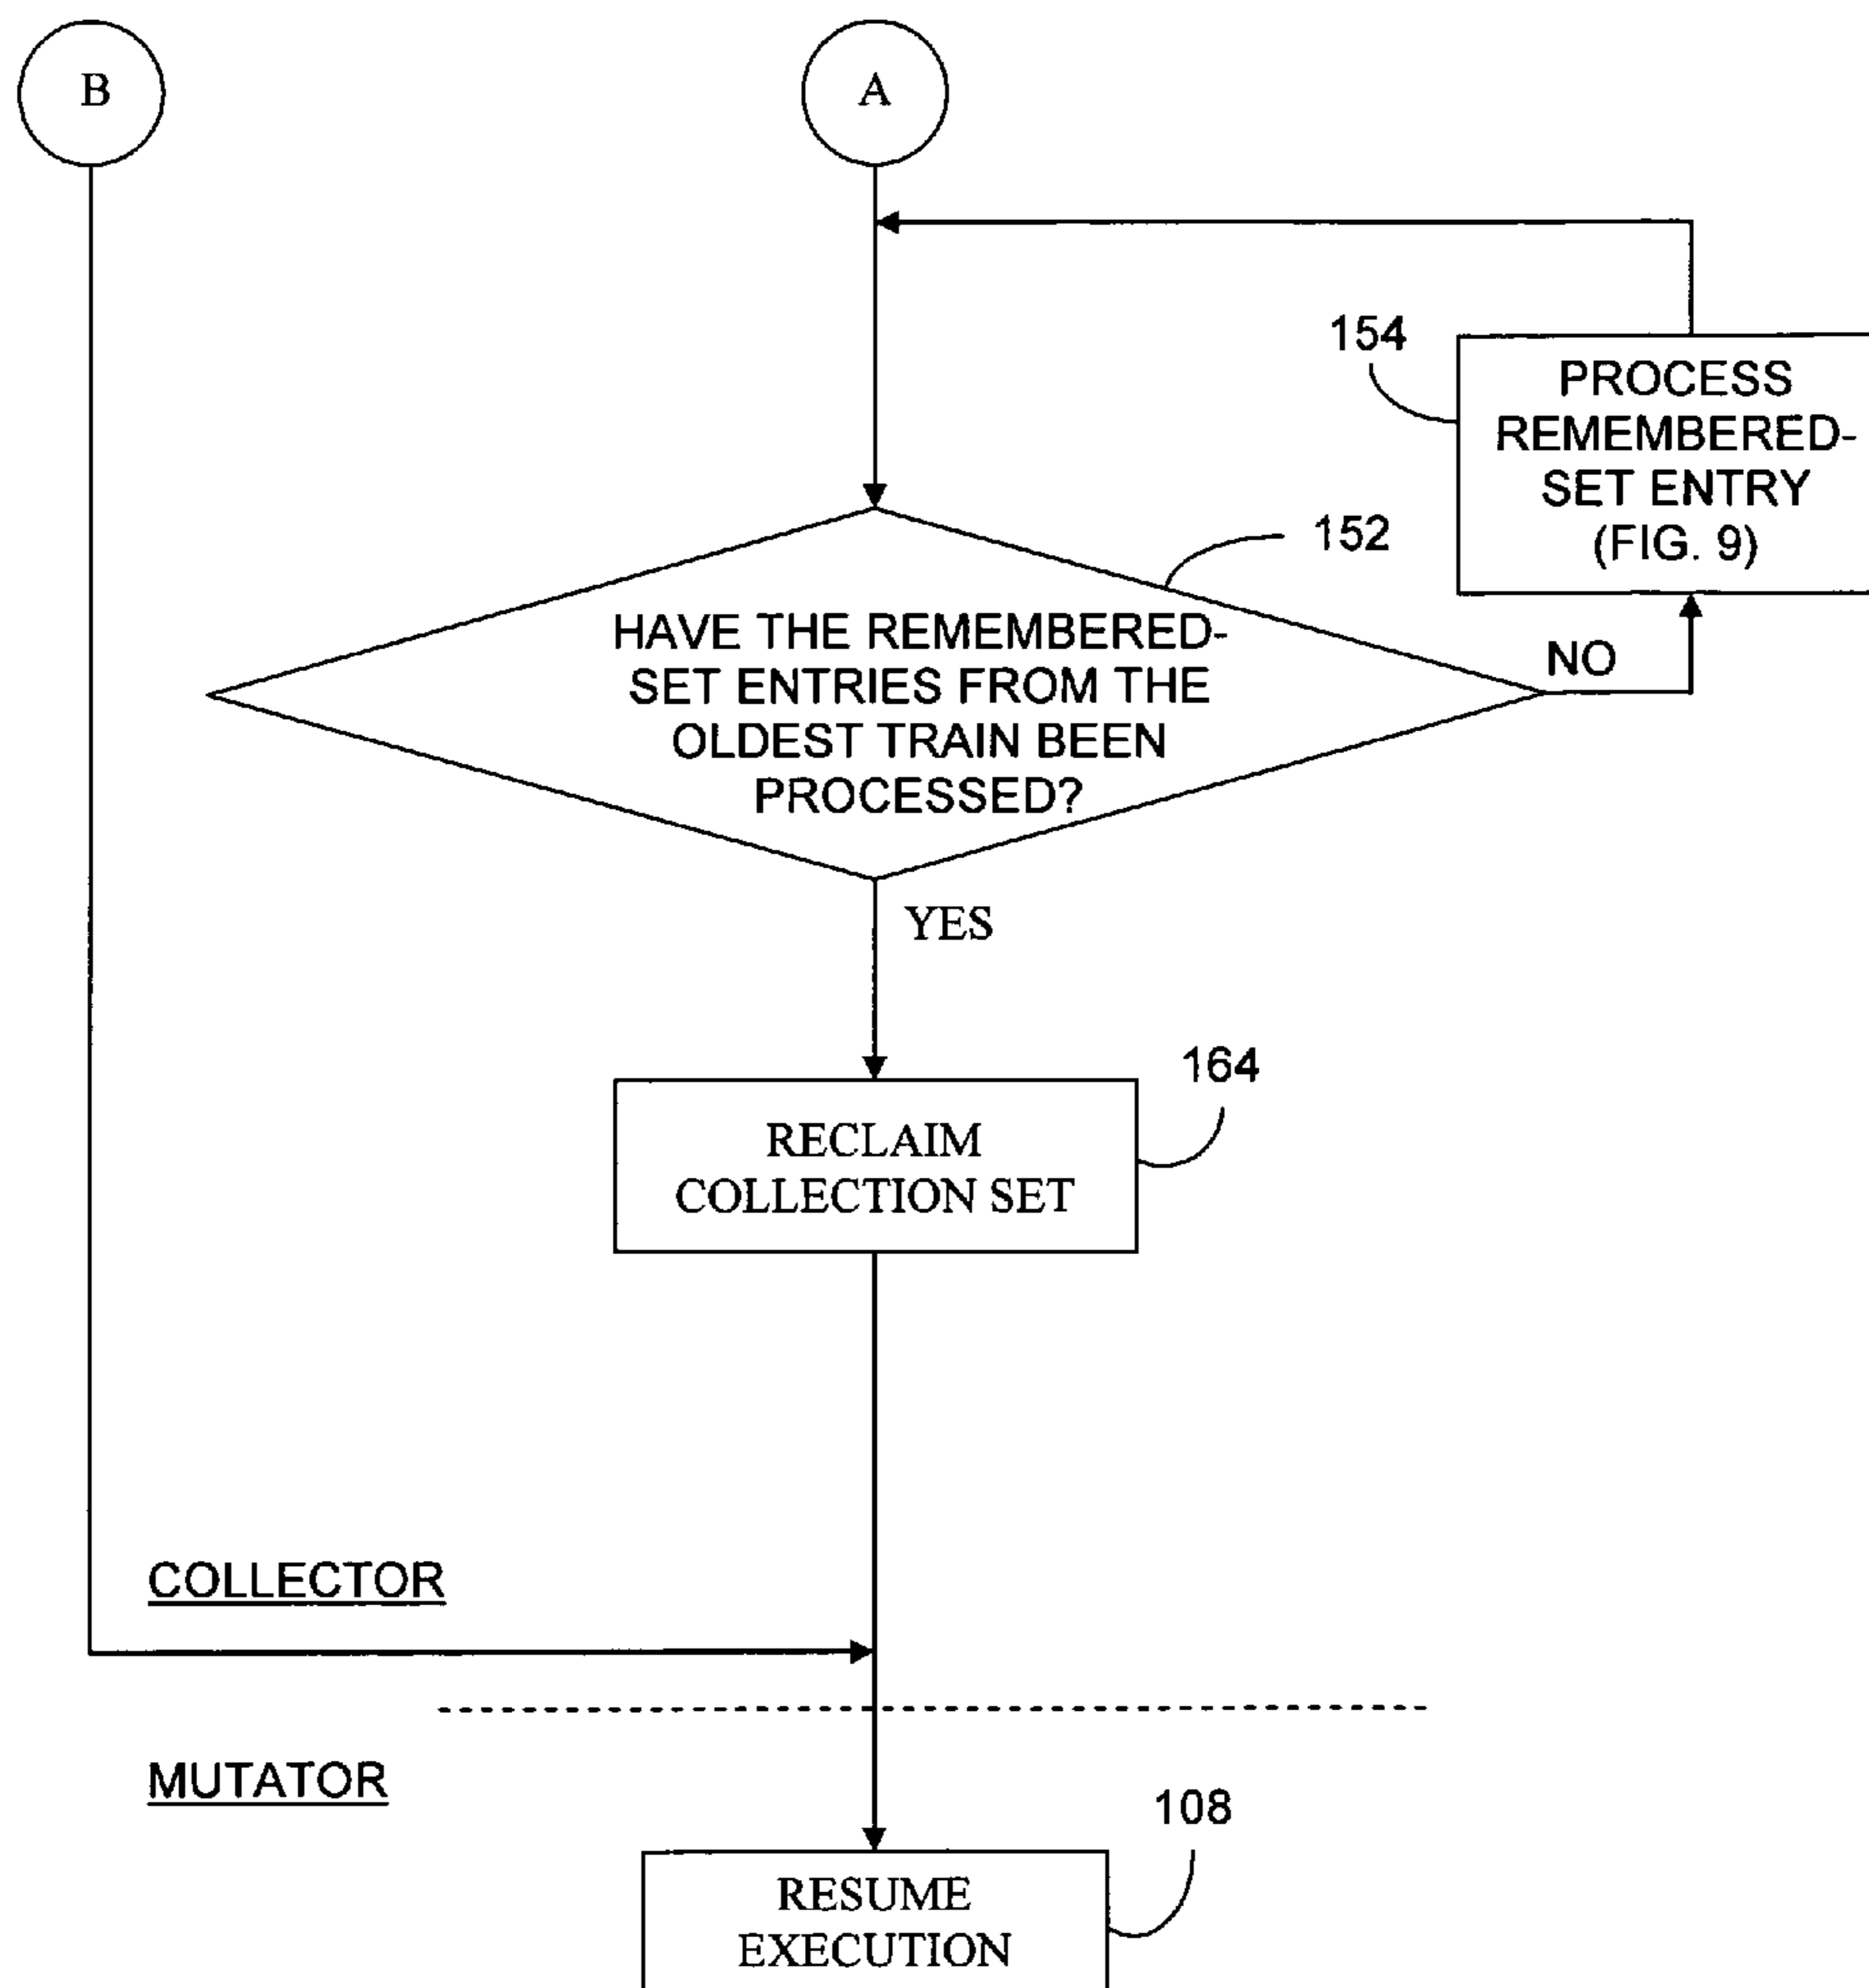 B
A
154
PROCESS
REMEMBERED-
SET ENTRY
(FIG. 9)
152
HAVE THE REMEMBERED-
SET ENTRIES FROM THE
OLDEST TRAIN BEEN
PROCESSED?
NO
YES
164
RECLAIM
COLLECTION SET
COLLECTOR
MUTATOR
108
RESUME
EXECUTION